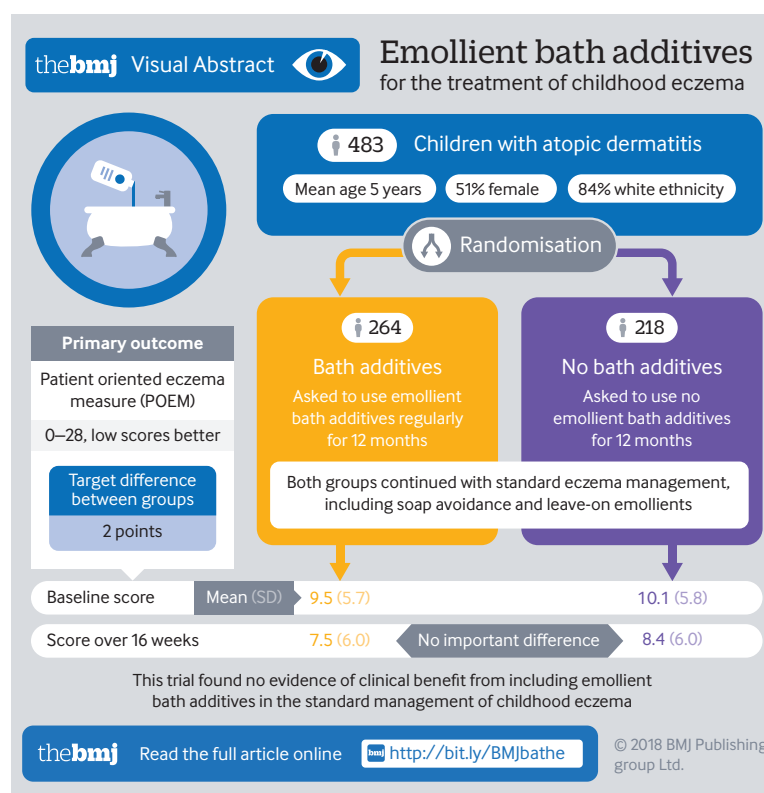 thebmj Visual Abstract
Emollient bath additives
for the treatment of childhood eczema
483 Children with atopic dermatitis
Mean age 5 years 51% female 84% white ethnicity
Randomisation
Primary outcome
Patient oriented eczema
measure (POEM)
0–28, low scores better
Target difference
between groups
2 points
264
Bath additives
Asked to use emollient
bath additives regularly
for 12 months
218
No bath additives
Asked to use no
emollient bath additives
for 12 months
Both groups continued with standard eczema management,
including soap avoidance and leave-on emollients
Baseline score Mean (SD) 9.5 (5.7) 10.1 (5.8)
Score over 16 weeks 7.5 (6.0) No important difference 8.4 (6.0)
This trial found no evidence of clinical benefit from including emollient
bath additives in the standard management of childhood eczema
thebmj Read the full article online bmj http://bit.ly/BMJbathe
© 2018 BMJ Publishing
group Ltd.